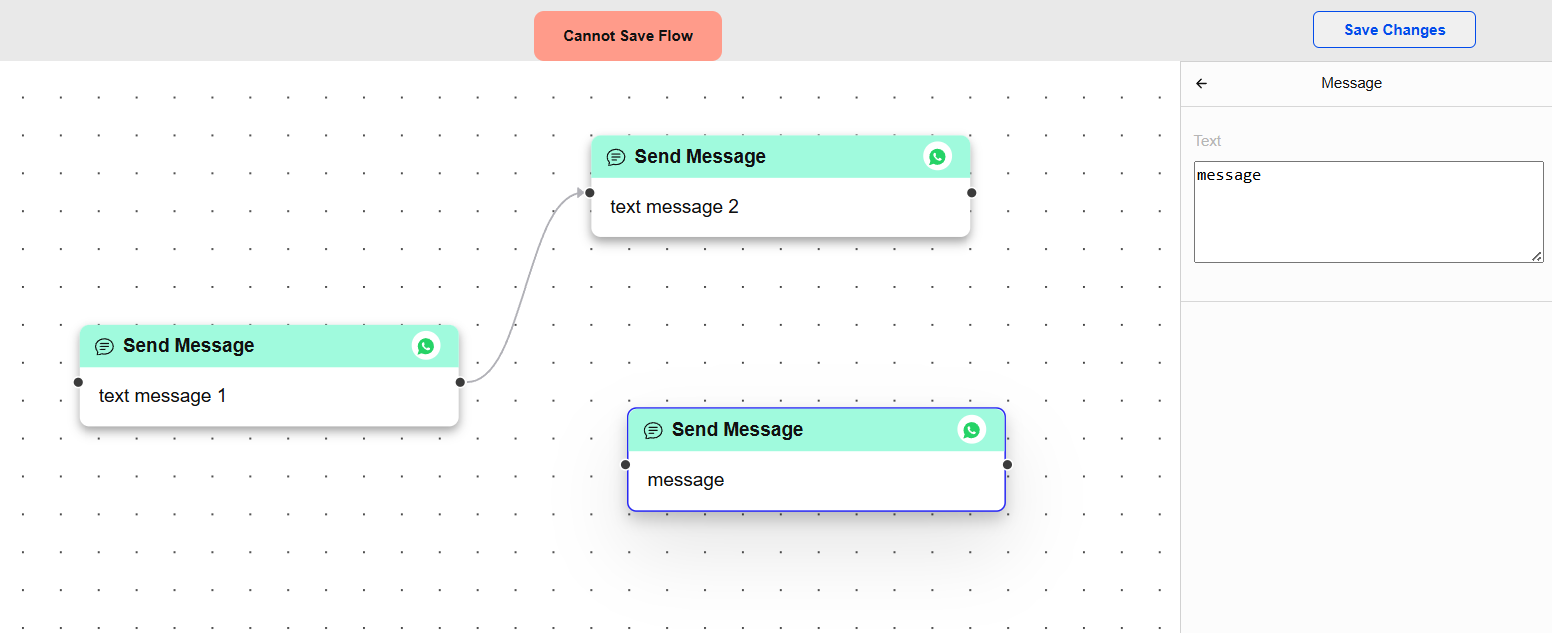 Cannot Save Flow
Save Changes
Message
Text
message
Send Message
text message 2
Send Message
text message 1
Send Message
message